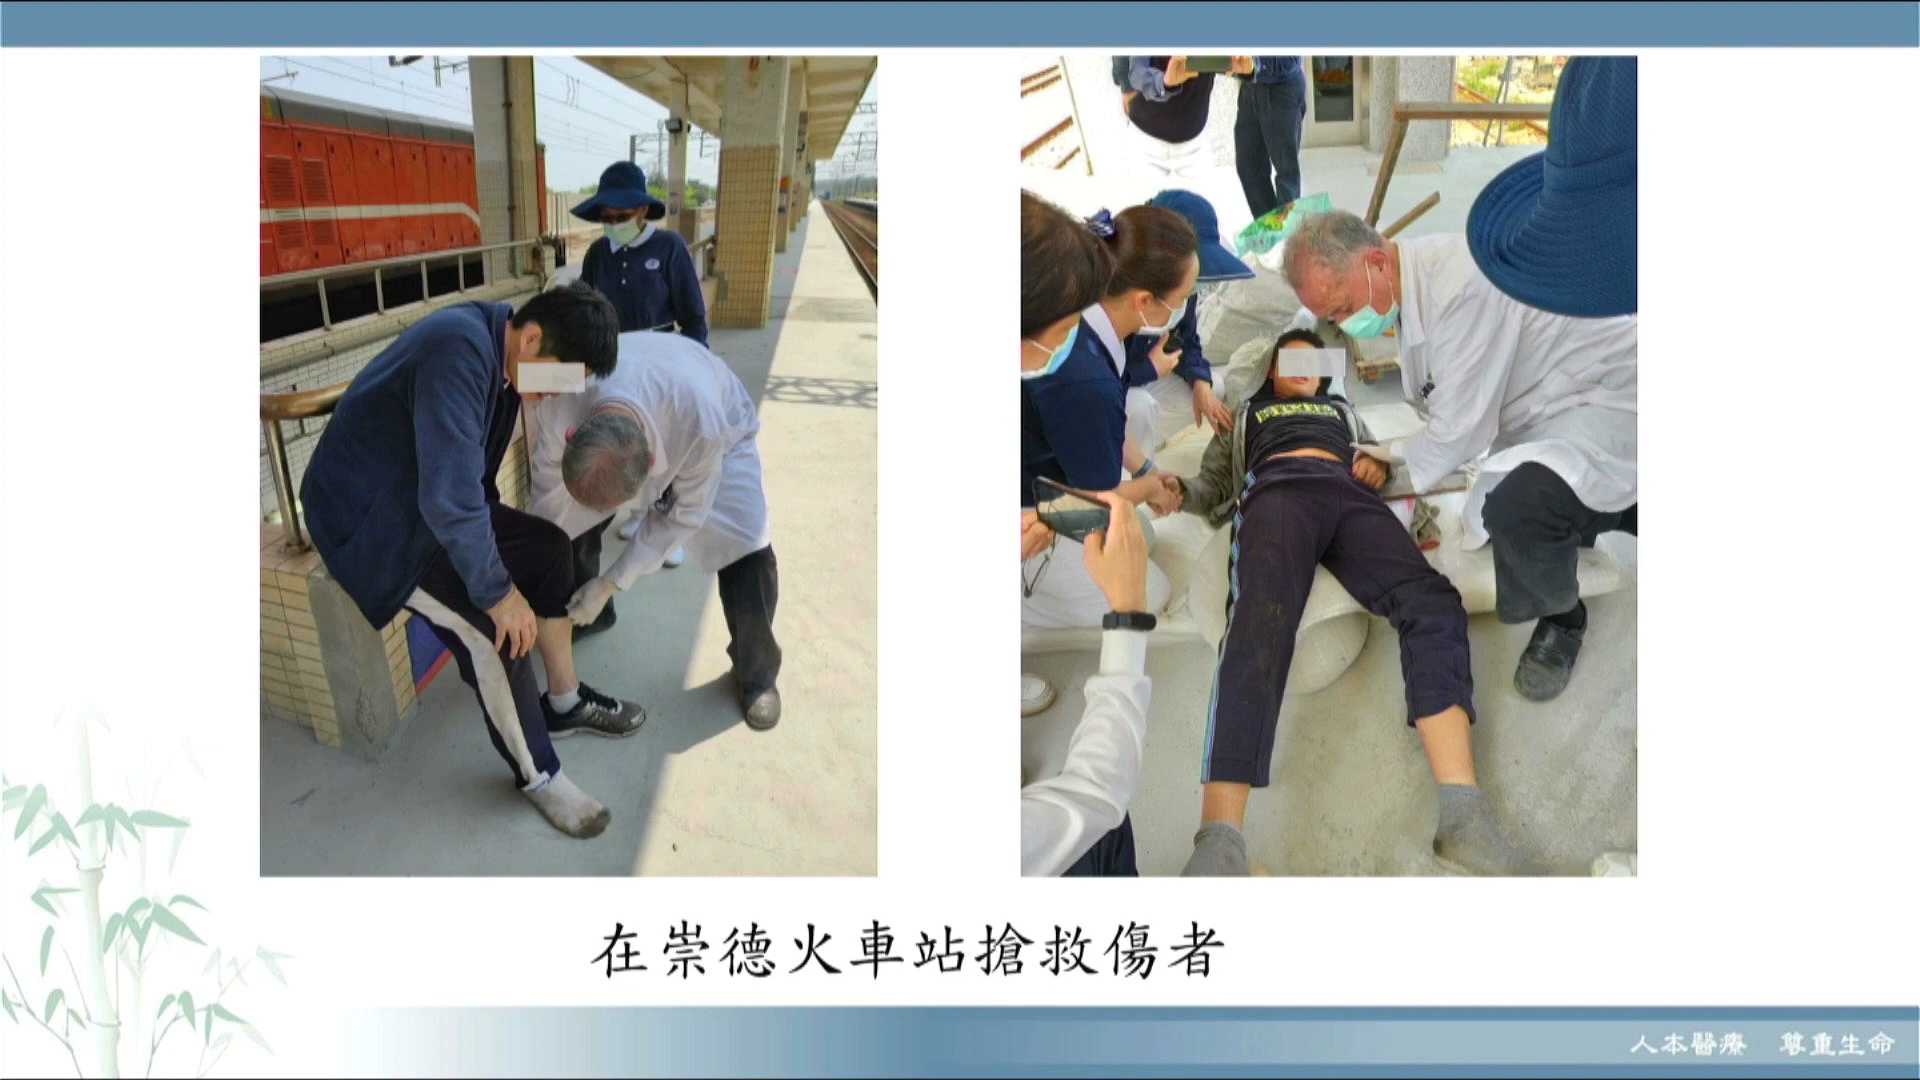 在崇德火車站搶救傷者
人本醫療 尊重生命